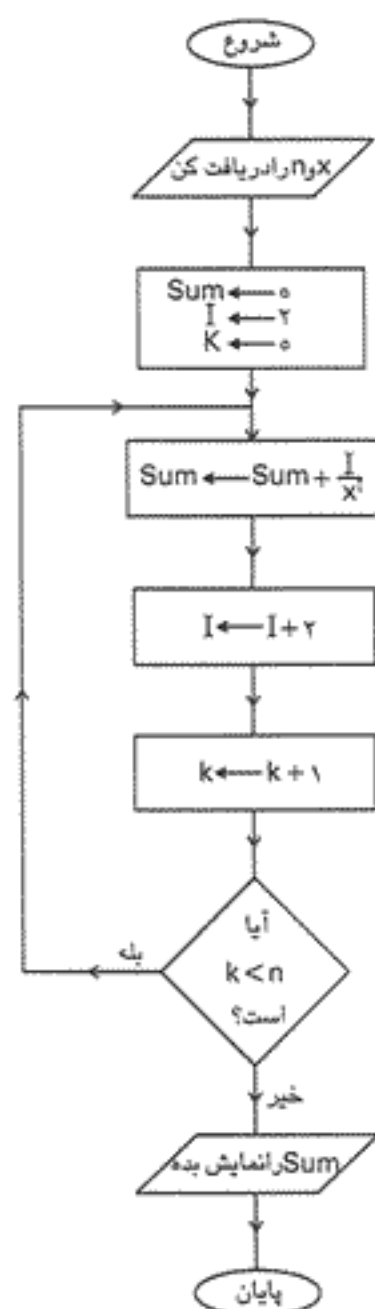 شروع
x و n را دریافت کن
Sum ← ۰
I ← ۲
K ← ۰
Sum ← Sum + I/xⁱ
I ← I + ۲
k ← k + ۱
آیا
k < n
است؟
بله
خیر
Sum را نمایش بده
پایان